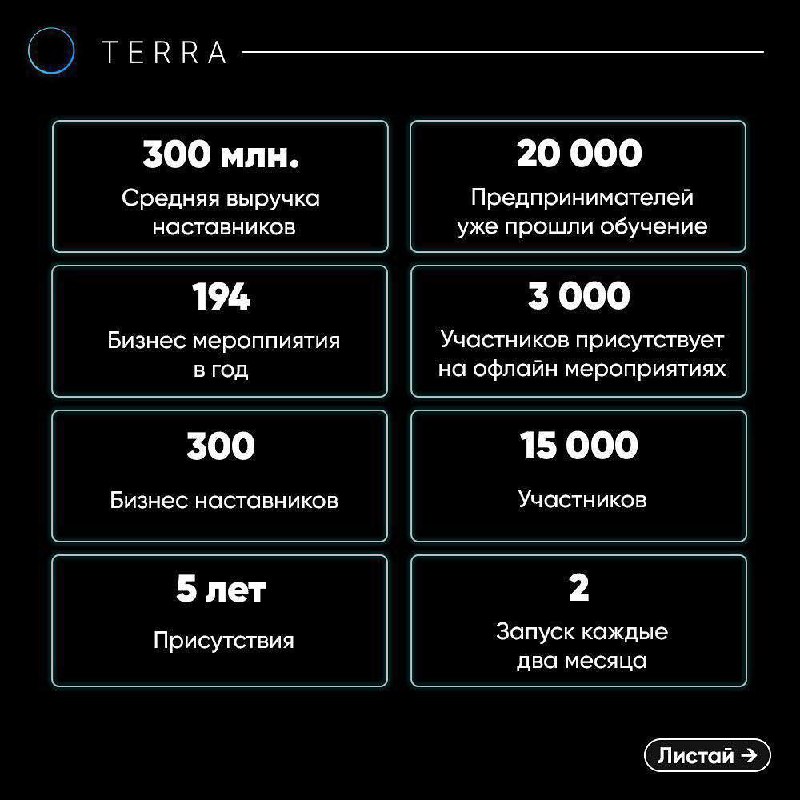 TERRA
300 млн.
Средняя выручка
наставников
20 000
Предпринимателей
уже прошли обучение
194
Бизнес мероппиятия
в год
3 000
Участников присутствует
на офлайн мероприятиях
300
Бизнес наставников
15 000
Участников
5 лет
Присутствия
2
Запуск каждые
два месяца
Листай →